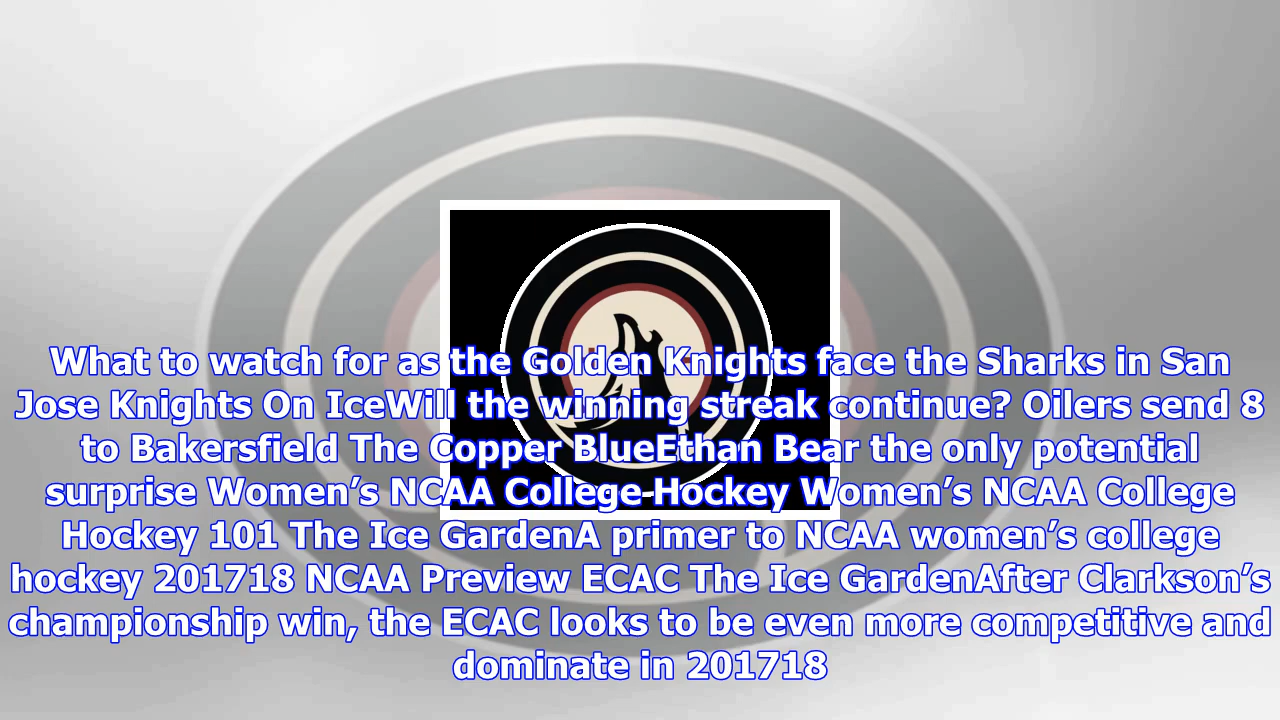 What to watch for as the Golden Knights face the Sharks in San
Jose Knights On IceWill the winning streak continue? Oilers send 8
to Bakersfield The Copper BlueEthan Bear the only potential
surprise Women’s NCAA College Hockey Women’s NCAA College
Hockey 101 The Ice GardenA primer to NCAA women’s college
hockey 201718 NCAA Preview ECAC The Ice GardenAfter Clarkson’s
championship win, the ECAC looks to be even more competitive and
dominate in 201718